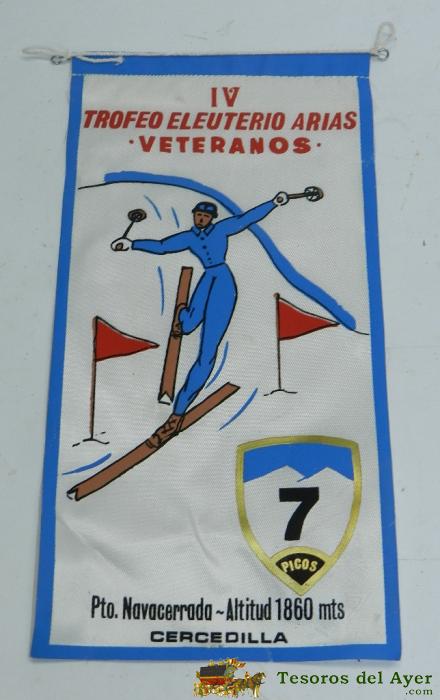 IV
TROFEO ELEUTERIO ARIAS
·VETERANOS·
7
PICOS
Pto. Navacerrada ~ Altitud 1860 mts
CERCEDILLA
Tesoros del Ayer
.com